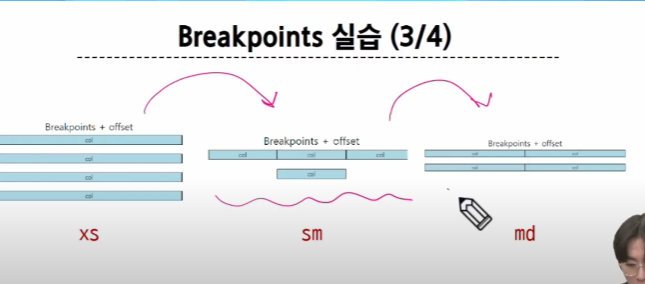 Breakpoints 실습 (3/4)
Breakpoints + offset
col
col
col
col
xs
Breakpoints + offset
col col col
col
sm
Breakpoints + offset
col col
col col
md